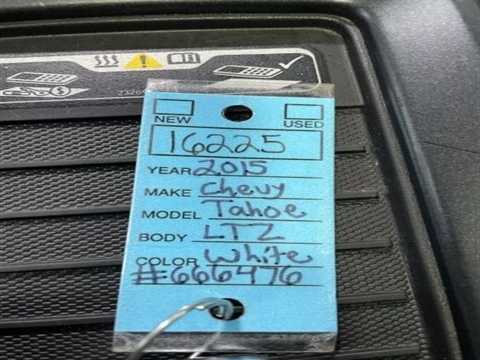 NEW USED
16225
YEAR 2015
MAKE Chevy
MODEL Tahoe
BODY LTZ
COLOR White
#666476